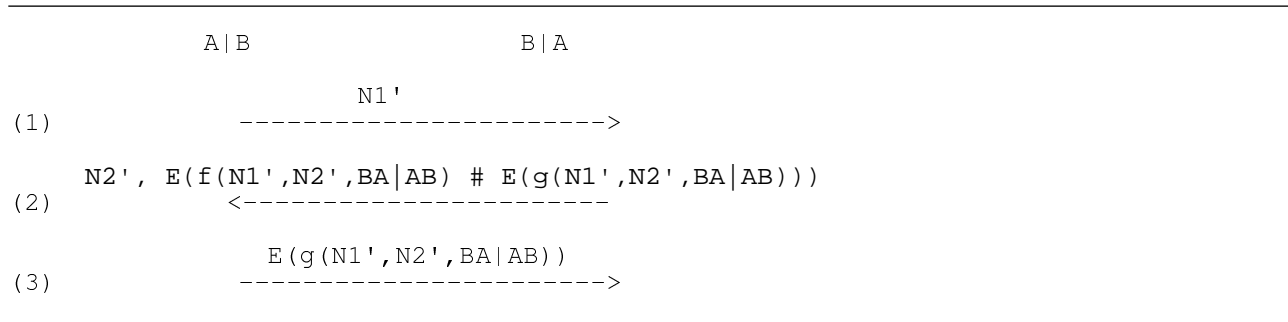 A|B B|A
N1'
(1) ----------------------->
N2', E(f(N1',N2',BA|AB) # E(g(N1',N2',BA|AB)))
(2) <-----------------------
E(g(N1',N2',BA|AB))
(3) ----------------------->